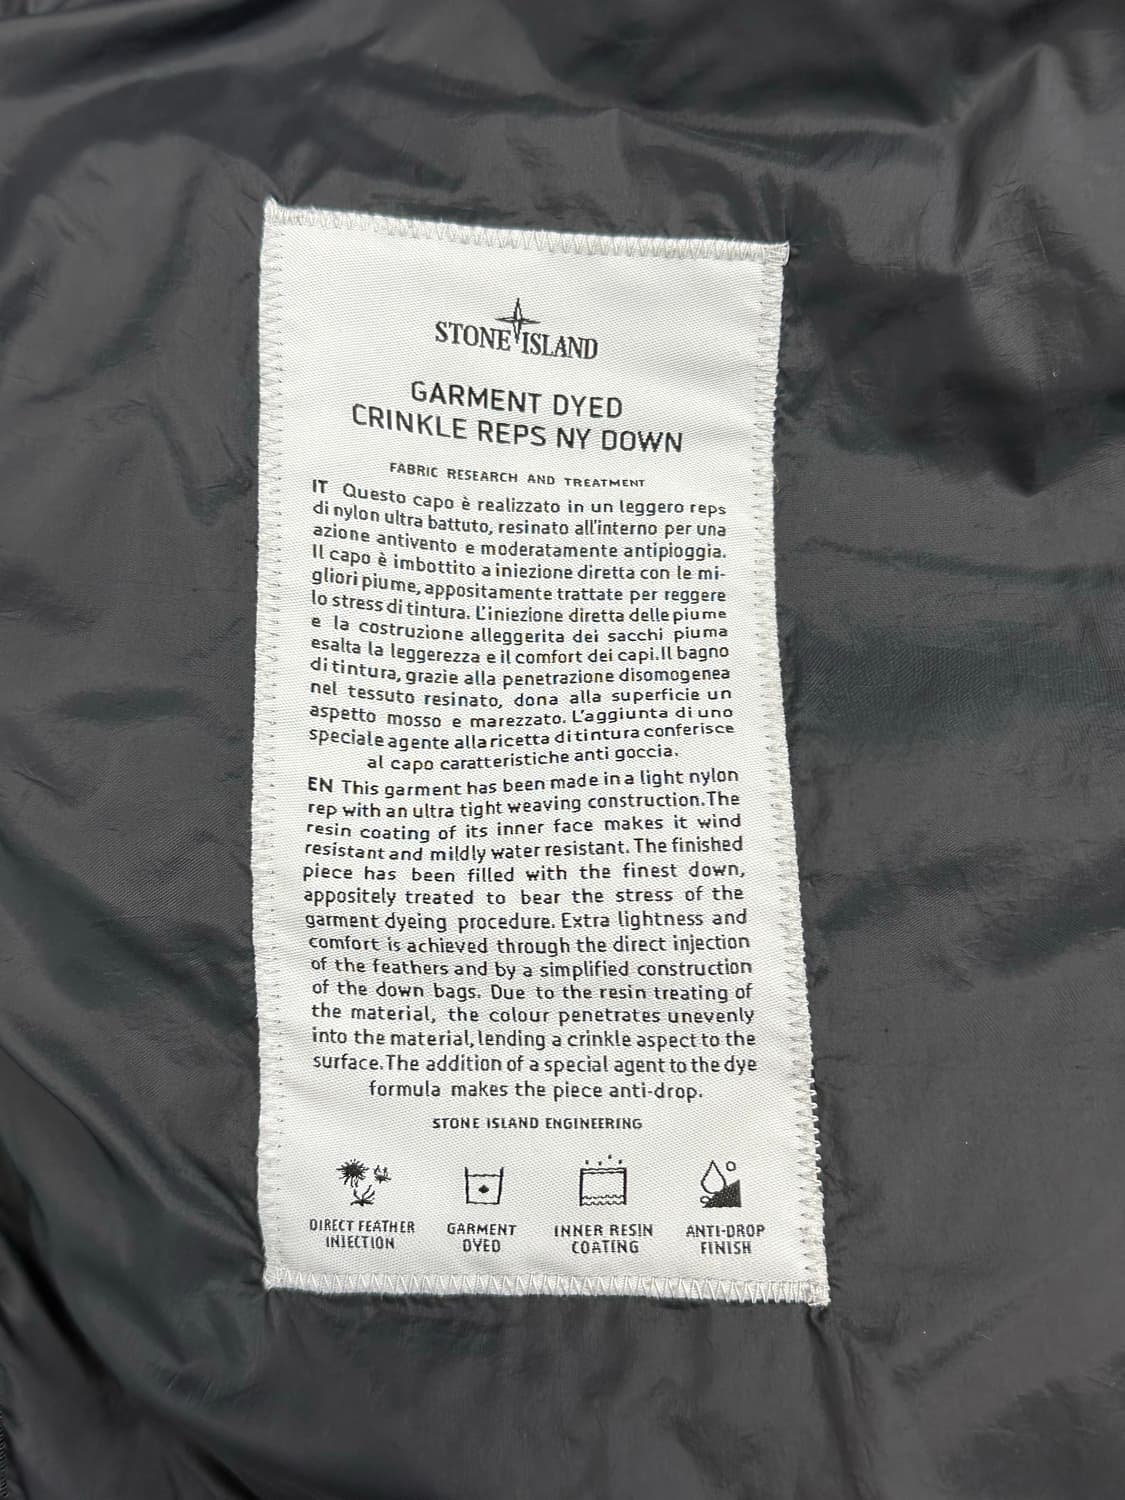 STONE ISLAND
GARMENT DYED
CRINKLE REPS NY DOWN
FABRIC RESEARCH AND TREATMENT
IT Questo capo è realizzato in un leggero reps
di nylon ultra battuto, resinato all'interno per una
azione antivento e moderatamente antipioggia.
Il capo è imbottito a iniezione diretta con le mi-
gliori piume, appositamente trattate per reggere
lo stress di tintura. L'iniezione diretta delle piume
e la costruzione alleggerita dei sacchi piuma
esalta la leggerezza e il comfort dei capi. Il bagno
di tintura, grazie alla penetrazione disomogenea
nel tessuto resinato, dona alla superficie un
aspetto mosso e marezzato. L'aggiunta di uno
speciale agente alla ricetta di tintura conferisce
al capo caratteristiche anti goccia.
EN This garment has been made in a light nylon
rep with an ultra tight weaving construction. The
resin coating of its inner face makes it wind
resistant and mildly water resistant. The finished
piece has been filled with the finest down,
appositely treated to bear the stress of the
garment dyeing procedure. Extra lightness and
comfort is achieved through the direct injection
of the feathers and by a simplified construction
of the down bags. Due to the resin treating of
the material, the colour penetrates unevenly
into the material, lending a crinkle aspect to the
surface. The addition of a special agent to the dye
formula makes the piece anti-drop.
STONE ISLAND ENGINEERING
DIRECT FEATHER INJECTION
GARMENT DYED
INNER RESIN COATING
ANTI-DROP FINISH